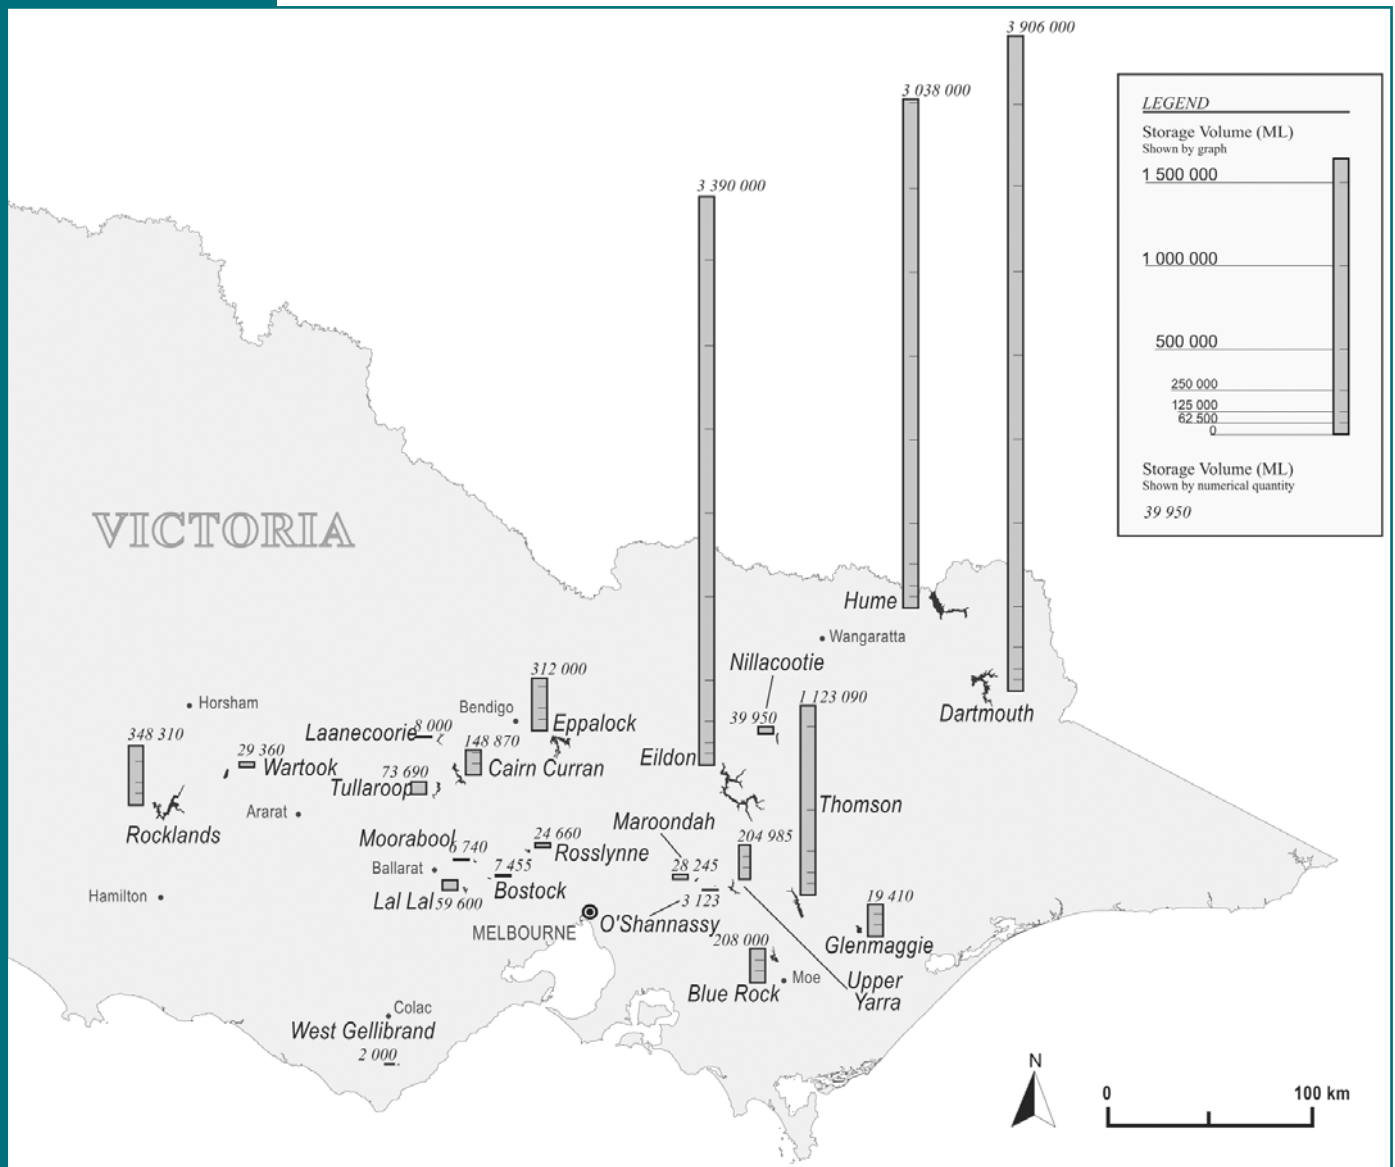 3 906 000
3 038 000
3 390 000
LEGEND
Storage Volume (ML)
Shown by graph
1 500 000
1 000 000
500 000
250 000
125 000
62 500
0
Storage Volume (ML)
Shown by numerical quantity
39 950
VICTORIA
Hume
Wangaratta
Nillacootie
39 950
Dartmouth
312 000
Bendigo
Eppalock
Horsham
Laanecoorie
8 000
348 310
29 360
Wartook
148 870
Cairn Curran
73 690
Tullaroop
Eildon
1 123 090
Thomson
Rocklands
Ararat
Maroondah
204 985
Moorabool
6 740
24 660
Rosslynne
Ballarat
7 455
Bostock
28 245
Lal Lal
59 600
3 123
Hamilton
MELBOURNE
O'Shannassy
19 410
Glenmaggie
208 000
Moe
Blue Rock
Upper
Yarra
Colac
West Gellibrand
2 000
N
0
100 km